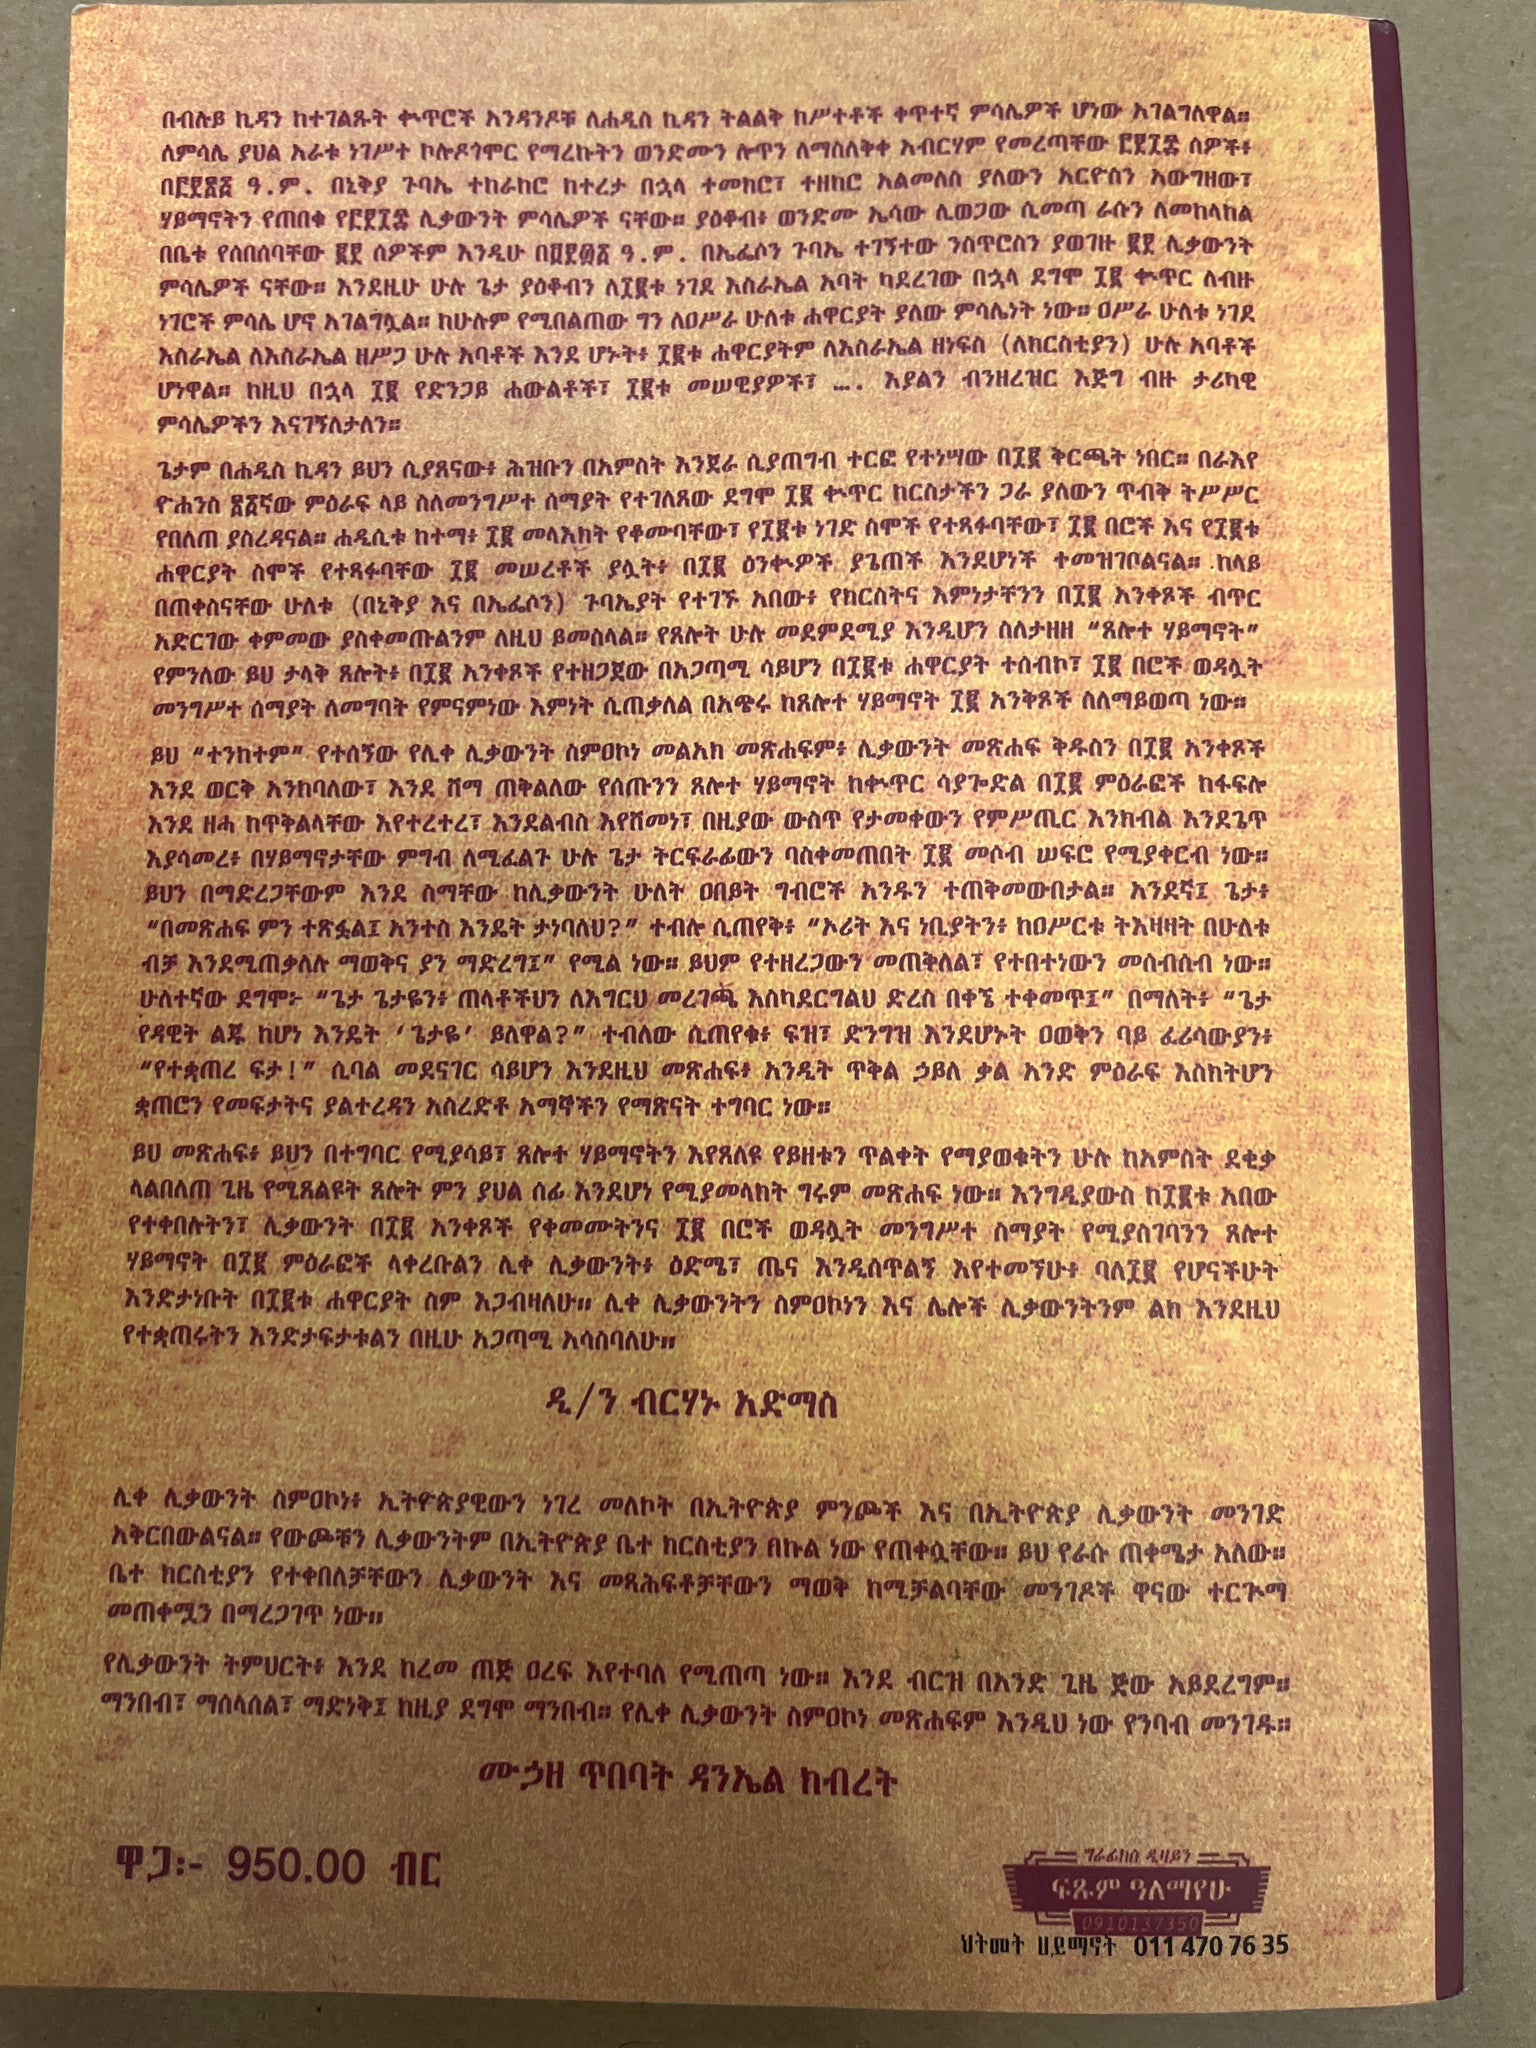 በብሉይ ኪዳን ከተገልጹት ቍጥሮች አንዳንዶቹ ለሐዲስ ኪዳን ትልልቅ ክሥተቶች ቀጥተኛ ምሳሌዎች ሆነው አገልግለዋል።
ለምሳሌ ያህል አራቱ ነገሥተ ኮሎዶጎሞር የማረኩትን ወንድሙን ሎጥን ለማስለቀቅ አብርሃም የመረጣቸው ፫፻፲፰ ሰዎች፥
በ፫፻፳፭ ዓ.ም. በኒቅያ ጉባኤ ተከራክሮ ከተረታ በኋላ ተመክሮ፣ ተዘክሮ አልመለስ ያለውን አርዮስን አውግዘው፣
ሃይማኖትን የጠበቁ የ፫፻፲፰ ሊቃውንት ምሳሌዎች ናቸው። ያዕቆብ፥ ወንድሙ ኤሳው ሊወጋው ሲመጣ ራሱን ለመከላከል
በቤቱ የሰበሰባቸው ፪፻ ሰዎችም እንዲሁ በ፬፻፴፩ ዓ.ም. በኤፌሶን ጉባኤ ተገኝተው ንስጥሮስን ያወገዙ ፪፻ ሊቃውንት
ምሳሌዎች ናቸው። እንደዚሁ ሁሉ ጌታ ያዕቆብን ለ፲፪ቱ ነገደ እስራኤል አባት ካደረገው በኋላ ደግሞ ፲፪ ቍጥር ለብዙ
ነገሮች ምሳሌ ሆኖ አገልግሏል። ከሁሉም የሚበልጠው ግን ለዐሥራ ሁለቱ ሐዋርያት ያለው ምሳሌነት ነው። ዐሥራ ሁለቱ ነገደ
እስራኤል ለእስራኤል ዘሥጋ ሁሉ አባቶች እንደ ሆኑት፥ ፲፪ቱ ሐዋርያትም ለእስራኤል ዘነፍስ (ለክርስቲያን) ሁሉ አባቶች
ሆነዋል። ከዚህ በኋላ ፲፪ የድንጋይ ሐውልቶች፣ ፲፪ቱ መሠዊያዎች፣ …. እያልን ብንዘረዝር እጅግ ብዙ ታሪካዊ
ምሳሌዎችን እናገኝለታለን።
ጌታም በሐዲስ ኪዳን ይህን ሲያጸናው፥ ሕዝቡን በአምስት እንጀራ ሲያጠግብ ተርፎ የተነሣው በ፲፪ ቅርጫት ነበር። በራእየ
ዮሐንስ ፳፩ኛው ምዕራፍ ላይ ስለመንግሥተ ሰማያት የተገለጸው ደግሞ ፲፪ ቍጥር ከርስታችን ጋራ ያለውን ጥብቅ ትሥሥር
የበለጠ ያስረዳናል። ሐዲሲቱ ከተማ፥ ፲፪ መላእክት የቆሙባቸው፣ የ፲፪ቱ ነገድ ስሞች የተጻፉባቸው፣ ፲፪ በሮች እና የ፲፪ቱ
ሐዋርያት ስሞች የተጻፉባቸው ፲፪ መሠረቶች ያሏት፥ በ፲፪ ዕንቍዎች ያጌጠች እንደሆነች ተመዝግቦልናል። ከላይ
በጠቀስናቸው ሁለቱ (በኒቅያ እና በኤፌሶን) ጉባኤያት የተገኙ አበው፥ የክርስትና እምነታቸንን በ፲፪ አንቀጾች ብጥር
አድርገው ቀምመው ያስቀመጡልንም ለዚህ ይመስላል። የጸሎት ሁሉ መደምደሚያ እንዲሆን ስለታዘዘ “ጸሎተ ሃይማኖት”
የምንለው ይህ ታላቅ ጸሎት፥ በ፲፪ አንቀጾች የተዘጋጀው በአጋጣሚ ሳይሆን በ፲፪ቱ ሐዋርያት ተሰብኮ፣ ፲፪ በሮች ወዳሏት
መንግሥተ ሰማያት ለመግባት የምናምነው እምነት ሲጠቃለል በአጭሩ ከጸሎተ ሃይማኖት ፲፪ አንቅጾች ስለማይወጣ ነው።
ይህ “ተንከተም” የተሰኝው የሊቀ ሊቃውንት ስምዐኮነ መልአክ መጽሐፍም፥ ሊቃውንት መጽሐፍ ቅዱስን በ፲፪ አንቀጾች
እንደ ወርቅ አንከባለው፣ እንደ ሸማ ጠቅልለው የሰጡንን ጸሎተ ሃይማኖት ከቍጥር ሳያጐድል በ፲፪ ምዕራፎች ከፋፍሎ
እንደ ዘሓ ከጥቅልላቸው እየተረተረ፣ እንደልብስ እየሸመነ፣ በዚያው ውስጥ የታመቀውን የምሥጢር እንክብል እንደጌጥ
እያሳመረ፥ በሃይማኖታቸው ምግብ ለሚፈልጉ ሁሉ ጌታ ትርፍራፊውን ባስቀመጠበት ፲፪ መሶብ ሠፍሮ የሚያቀርብ ነው።
ይህን በማድረጋቸውም እንደ ስማቸው ከሊቃውንት ሁለት ዐበይት ግብሮች አንዱን ተጠቅመውበታል። አንደኛ፤ ጌታ፥
“በመጽሐፍ ምን ተጽፏል፤ አንተስ እንዴት ታነባለህ?” ተብሎ ሲጠየቅ፥ “ኦሪት እና ነቢያትን፥ ከዐሥርቱ ትእዛዛት በሁለቱ
ብቻ እንደሚጠቃለሉ ማወቅና ያን ማድረግ፤” የሚል ነው። ይህም የተዘረጋውን መጠቅለል፣ የተበተነውን መሰብሰብ ነው።
ሁለተኛው ደግሞ፦ “ጌታ ጌታዬን፥ ጠላቶችህን ለእግርህ መረገጫ እስካደርግልህ ድረስ በቀኜ ተቀመጥ፤” በማለት፥ “ጌታ
የዳዊት ልጁ ከሆነ እንዴት ‘ጌታዬ’ ይለዋል?” ተብለው ሲጠየቁ፥ ፍዝ፣ ድንግዝ እንደሆኑት ዐወቅን ባይ ፈሪሳውያን፥
“የተቋጠረ ፍታ!” ሲባል መደናገር ሳይሆን እንደዚህ መጽሐፍ፥ አንዲት ጥቅል ኃይለ ቃል አንድ ምዕራፍ እስክትሆን
ቋጠሮን የመፍታትና ያልተረዳን አስረድቶ አማኞችን የማጽናት ተግባር ነው።
ይህ መጽሐፍ፥ ይህን በተግባር የሚያሳይ፣ ጸሎተ ሃይማኖትን እየጸለዩ የይዘቱን ጥልቀት የማያወቁትን ሁሉ ከአምስት ደቂቃ
ላልበለጠ ጊዜ የሚጸልዩት ጸሎት ምን ያህል ሰፊ እንደሆነ የሚያመላክት ግሩም መጽሐፍ ነው። እንግዲያውስ ከ፲፪ቱ አበው
የተቀበሉትን፣ ሊቃውንት በ፲፪ አንቀጾች የቀመሙትንና ፲፪ በሮች ወዳሏት መንግሥተ ሰማያት የሚያስገባንን ጸሎተ
ሃይማኖት በ፲፪ ምዕራፎች ላቀረቡልን ሊቀ ሊቃውንት፥ ዕድሜ፣ ጤና እንዲሰጥልኝ እየተመኘሁ፥ ባለ፲፪ የሆናችሁት
እንድታነቡት በ፲፪ቱ ሐዋርያት ስም እጋብዛለሁ። ሊቀ ሊቃውንትን ስምዐኮነን እና ሌሎች ሊቃውንትንም ልክ እንደዚህ
የተቋጠሩትን እንድታፍታቱልን በዚሁ አጋጣሚ አሳስባለሁ።
ዲ/ን ብርሃኑ አድማስ
ሊቀ ሊቃውንት ስምዐኮነ፥ ኢትዮጵያዊውን ነገረ መለኮት በኢትዮጵያ ምንጮች እና በኢትዮጵያ ሊቃውንት መንገድ
አቅርበውልናል። የውጮቹን ሊቃውንትም በኢትዮጵያ ቤተ ክርስቲያን በኩል ነው የጠቀሷቸው። ይህ የራሱ ጠቀሜታ አለው።
ቤተ ክርስቲያን የተቀበለቻቸውን ሊቃውንት እና መጻሕፍቶቻቸውን ማወቅ ከሚቻልባቸው መንገዶች ዋናው ተርጕማ
መጠቀሟን በማረጋገጥ ነው።
የሊቃውንት ትምህርት፥ እንደ ከረመ ጠጅ ዐረፍ እየተባለ የሚጠጣ ነው። እንደ ብርዝ በአንድ ጊዜ ጅው አይደረግም።
ማንበብ፣ ማሰላሰል፣ ማድነቅ፤ ከዚያ ደግሞ ማንበብ። የሊቀ ሊቃውንት ስምዐኮነ መጽሐፍም እንዲህ ነው የንባብ መንገዱ።
ሙኃዘ ጥበባት ዳንኤል ክብረት
ዋጋ፡- 950.00 ብር
ግራፊክስ ዲዛይን
ፍጹም ዓለማየሁ
0910137350
ህትመት ሀይማኖት 011 470 76 35